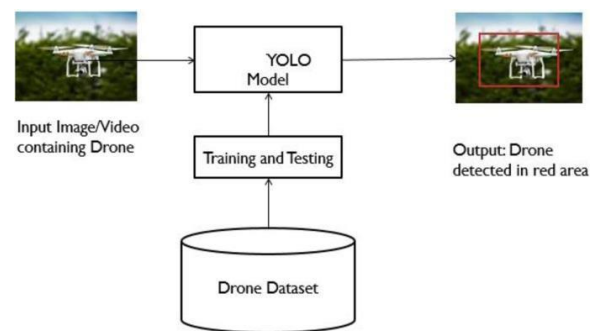 YOLO
Model
Input Image/Video
containing Drone
Training and Testing
Output: Drone
detected in red area
Drone Dataset